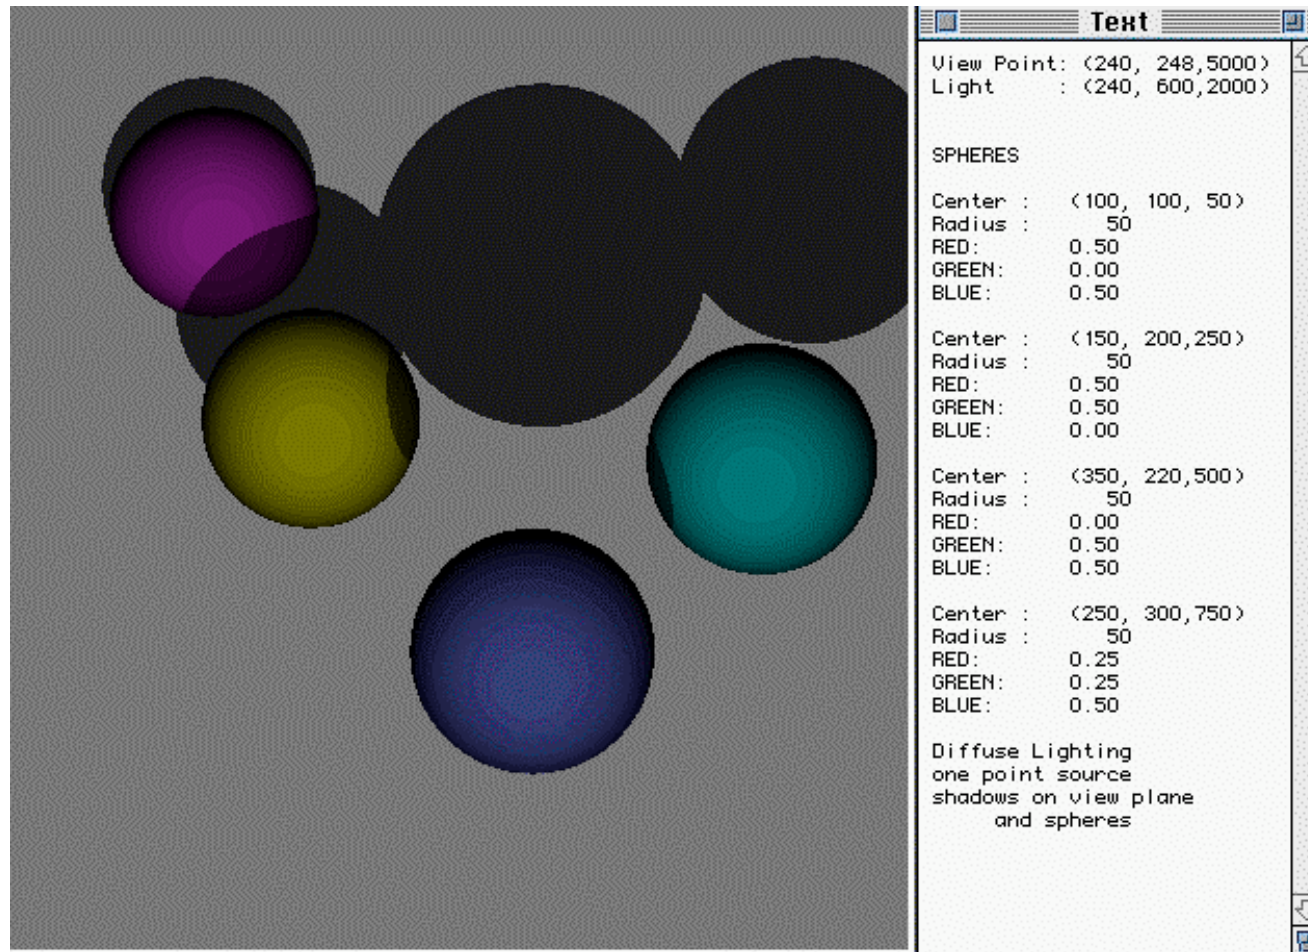 Text
View Point: (240, 248,5000)
Light : (240, 600,2000)
SPHERES
Center : (100, 100, 50)
Radius : 50
RED: 0.50
GREEN: 0.00
BLUE: 0.50
Center : (150, 200,250)
Radius : 50
RED: 0.50
GREEN: 0.50
BLUE: 0.00
Center : (350, 220,500)
Radius : 50
RED: 0.00
GREEN: 0.50
BLUE: 0.50
Center : (250, 300,750)
Radius : 50
RED: 0.25
GREEN: 0.25
BLUE: 0.50
Diffuse Lighting
one point source
shadows on view plane
and spheres